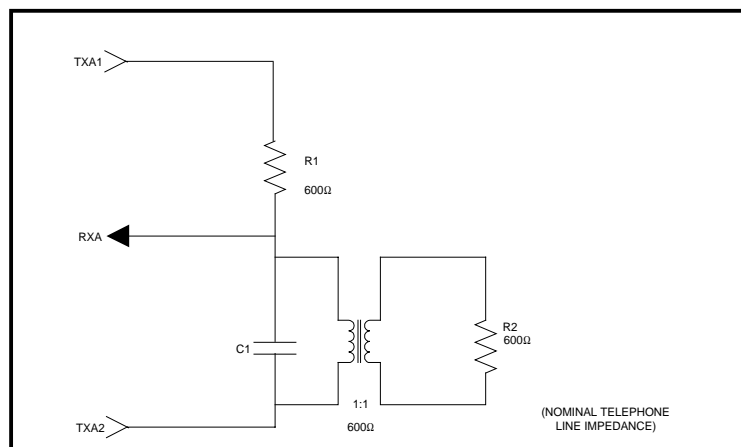 TXA1
R1
600Ω
RXA
R2
600Ω
C1
1:1
600Ω
TXA2
(NOMINAL TELEPHONE
LINE IMPEDANCE)